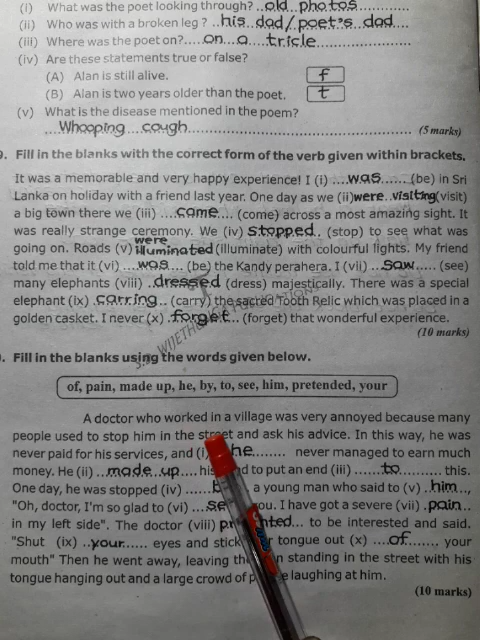 (i) What was the poet looking through? ..old photos..........
(ii) Who was with a broken leg ? ..his dad/poet's dad....
(iii) Where was the poet on?....on a tricle..............
(iv) Are these statements true or false?
(A) Alan is still alive. f
(B) Alan is two years older than the poet. t
(v) What is the disease mentioned in the poem?
....Whooping cough............................................ (5 marks)
9. Fill in the blanks with the correct form of the verb given within brackets.
It was a memorable and very happy experience! I (i) ....was...... (be) in Sri
Lanka on holiday with a friend last year. One day as we (ii)were visiting(visit)
a big town there we (iii) ....came.... (come) across a most amazing sight. It
was really strange ceremony. We (iv) stopped. (stop) to see what was
going on. Roads (v) were illuminated (illuminate) with colourful lights. My friend
told me that it (vi) ....was.... (be) the Kandy perahera. I (vii) ..saw..... (see)
many elephants (viii) ..dressed (dress) majestically. There was a special
elephant (ix) carring.. (carry) the sacred Tooth Relic which was placed in a
golden casket. I never (x) .forget.. (forget) that wonderful experience.
(10 marks)
. Fill in the blanks using the words given below.
of, pain, made up, he, by, to, see, him, pretended, your
A doctor who worked in a village was very annoyed because many
people used to stop him in the street and ask his advice. In this way, he was
never paid for his services, and (i) he........ never managed to earn much
money. He (ii) ...made up.... his to put an end (iii) ......to........ this.
One day, he was stopped (iv) a young man who said to (v) ..him..,
"Oh, doctor, I'm so glad to (vi) ou. I have got a severe (vii) .pain..
in my left side". The doctor (viii) to be interested and said.
"Shut (ix) ..your...... eyes and stick tongue out (x) ....of......., your
mouth" Then he went away, leaving standing in the street with his
tongue hanging out and a large crowd of laughing at him.
(10 marks)